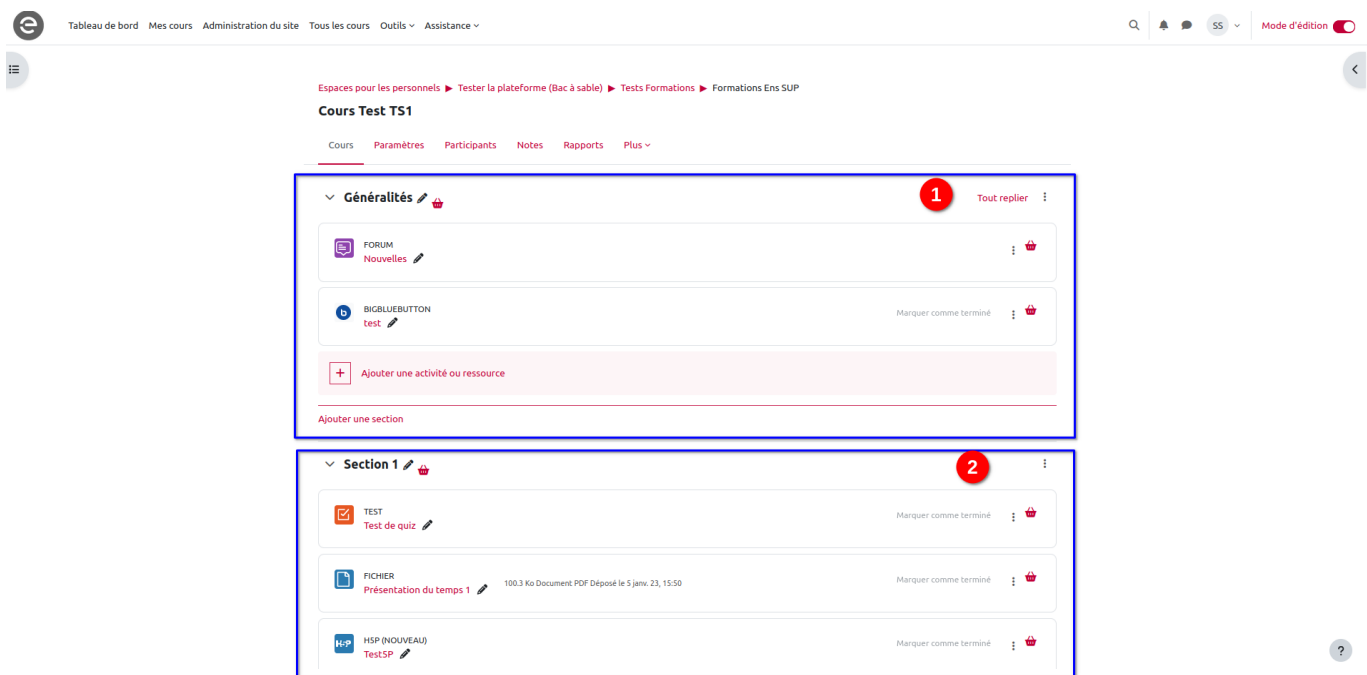 Tableau de bord Mes cours Administration du site Tous les cours Outils Assistance SS Mode d'édition
Espaces pour les personnels ▶ Tester la plateforme (Bac à sable) ▶ Tests Formations ▶ Formations Ens SUP
Cours Test TS1
Cours Paramètres Participants Notes Rapports Plus
Généralités 1 Tout replier
FORUM
Nouvelles
BIGBLUEBUTTON
b
test
Marquer comme terminé
+ Ajouter une activité ou ressource
Ajouter une section
Section 1 2
TEST
Test de quiz
Marquer comme terminé
FICHIER
Présentation du temps 1
100.3 Ko Document PDF Déposé le 5 janv. 23, 15:50
Marquer comme terminé
H5P (NOUVEAU)
H-P
Test5P
Marquer comme terminé
?